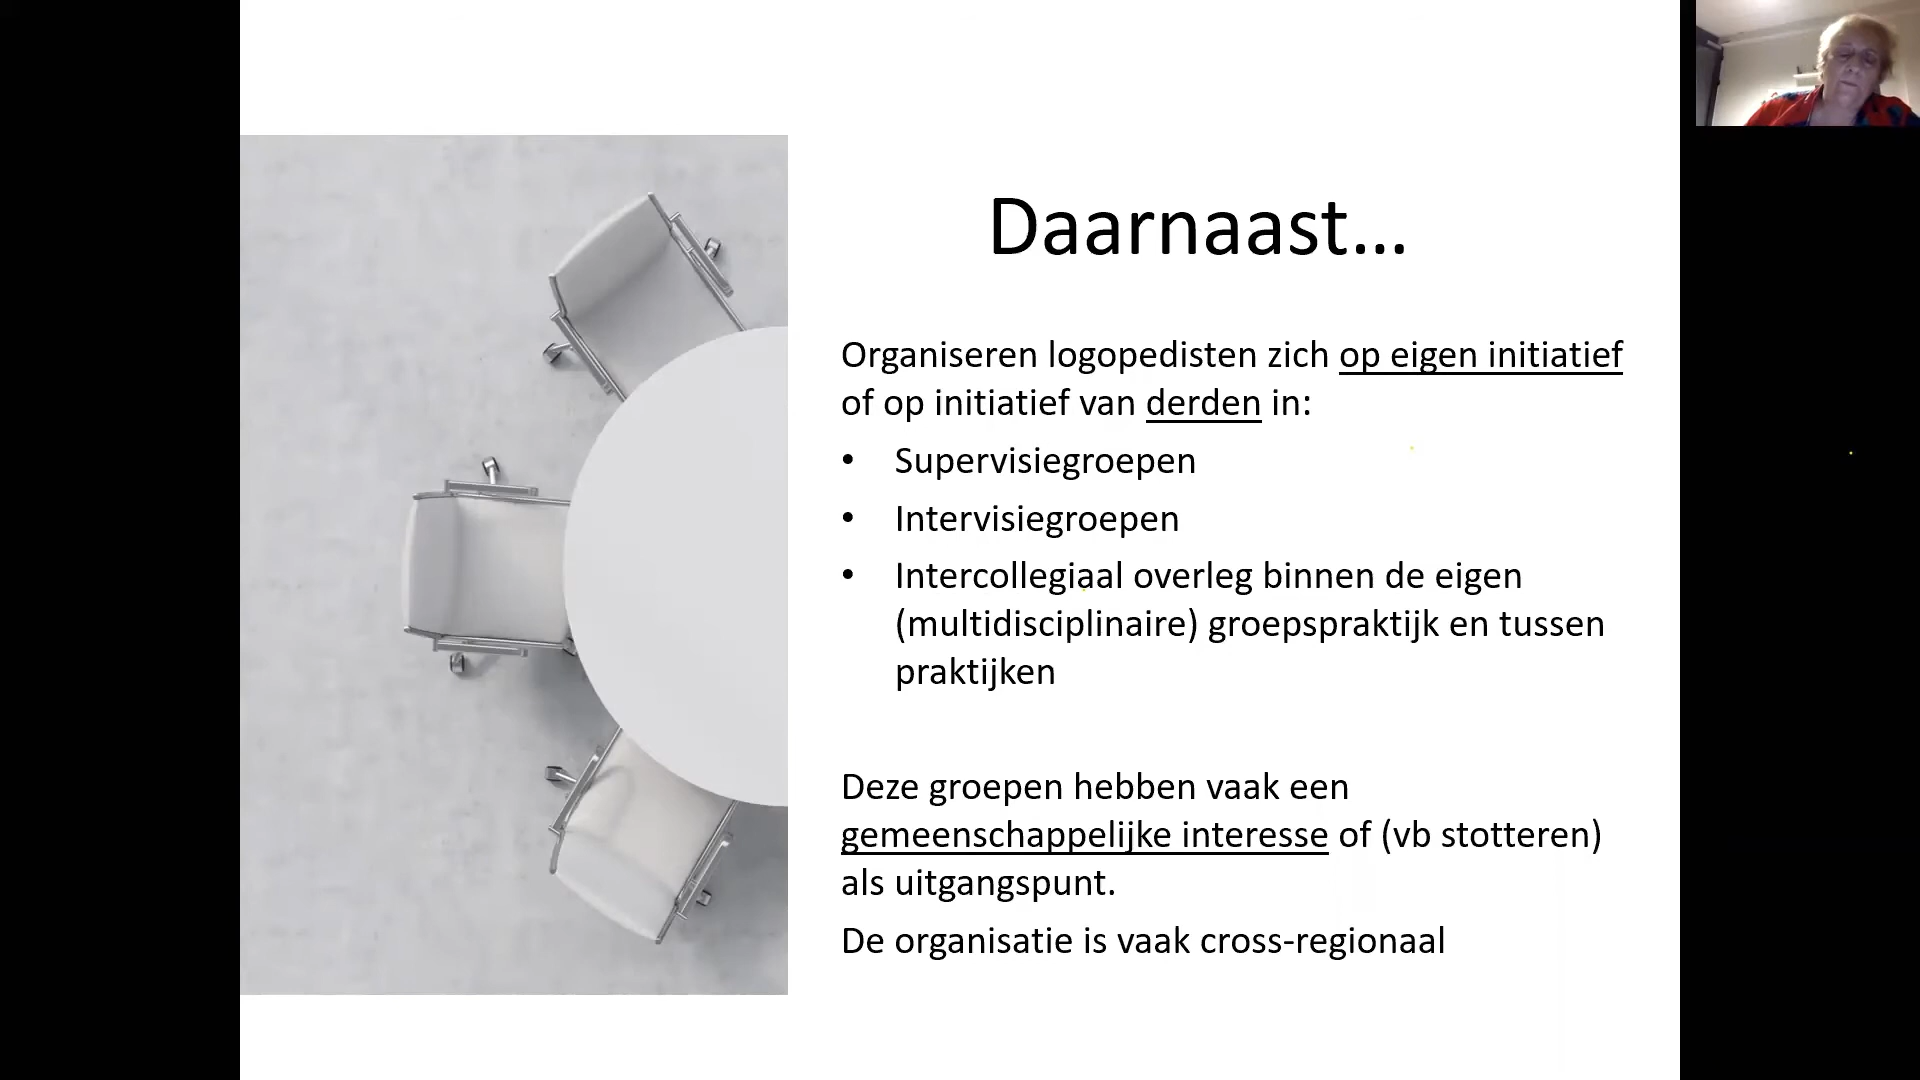 Daarnaast...
Organiseren logopedisten zich op eigen initiatief
of op initiatief van derden in:
• Supervisiegroepen
• Intervisiegroepen
• Intercollegiaal overleg binnen de eigen
(multidisciplinaire) groepspraktijk en tussen
praktijken
Deze groepen hebben vaak een
gemeenschappelijke interesse of (vb stotteren)
als uitgangspunt.
De organisatie is vaak cross-regionaal